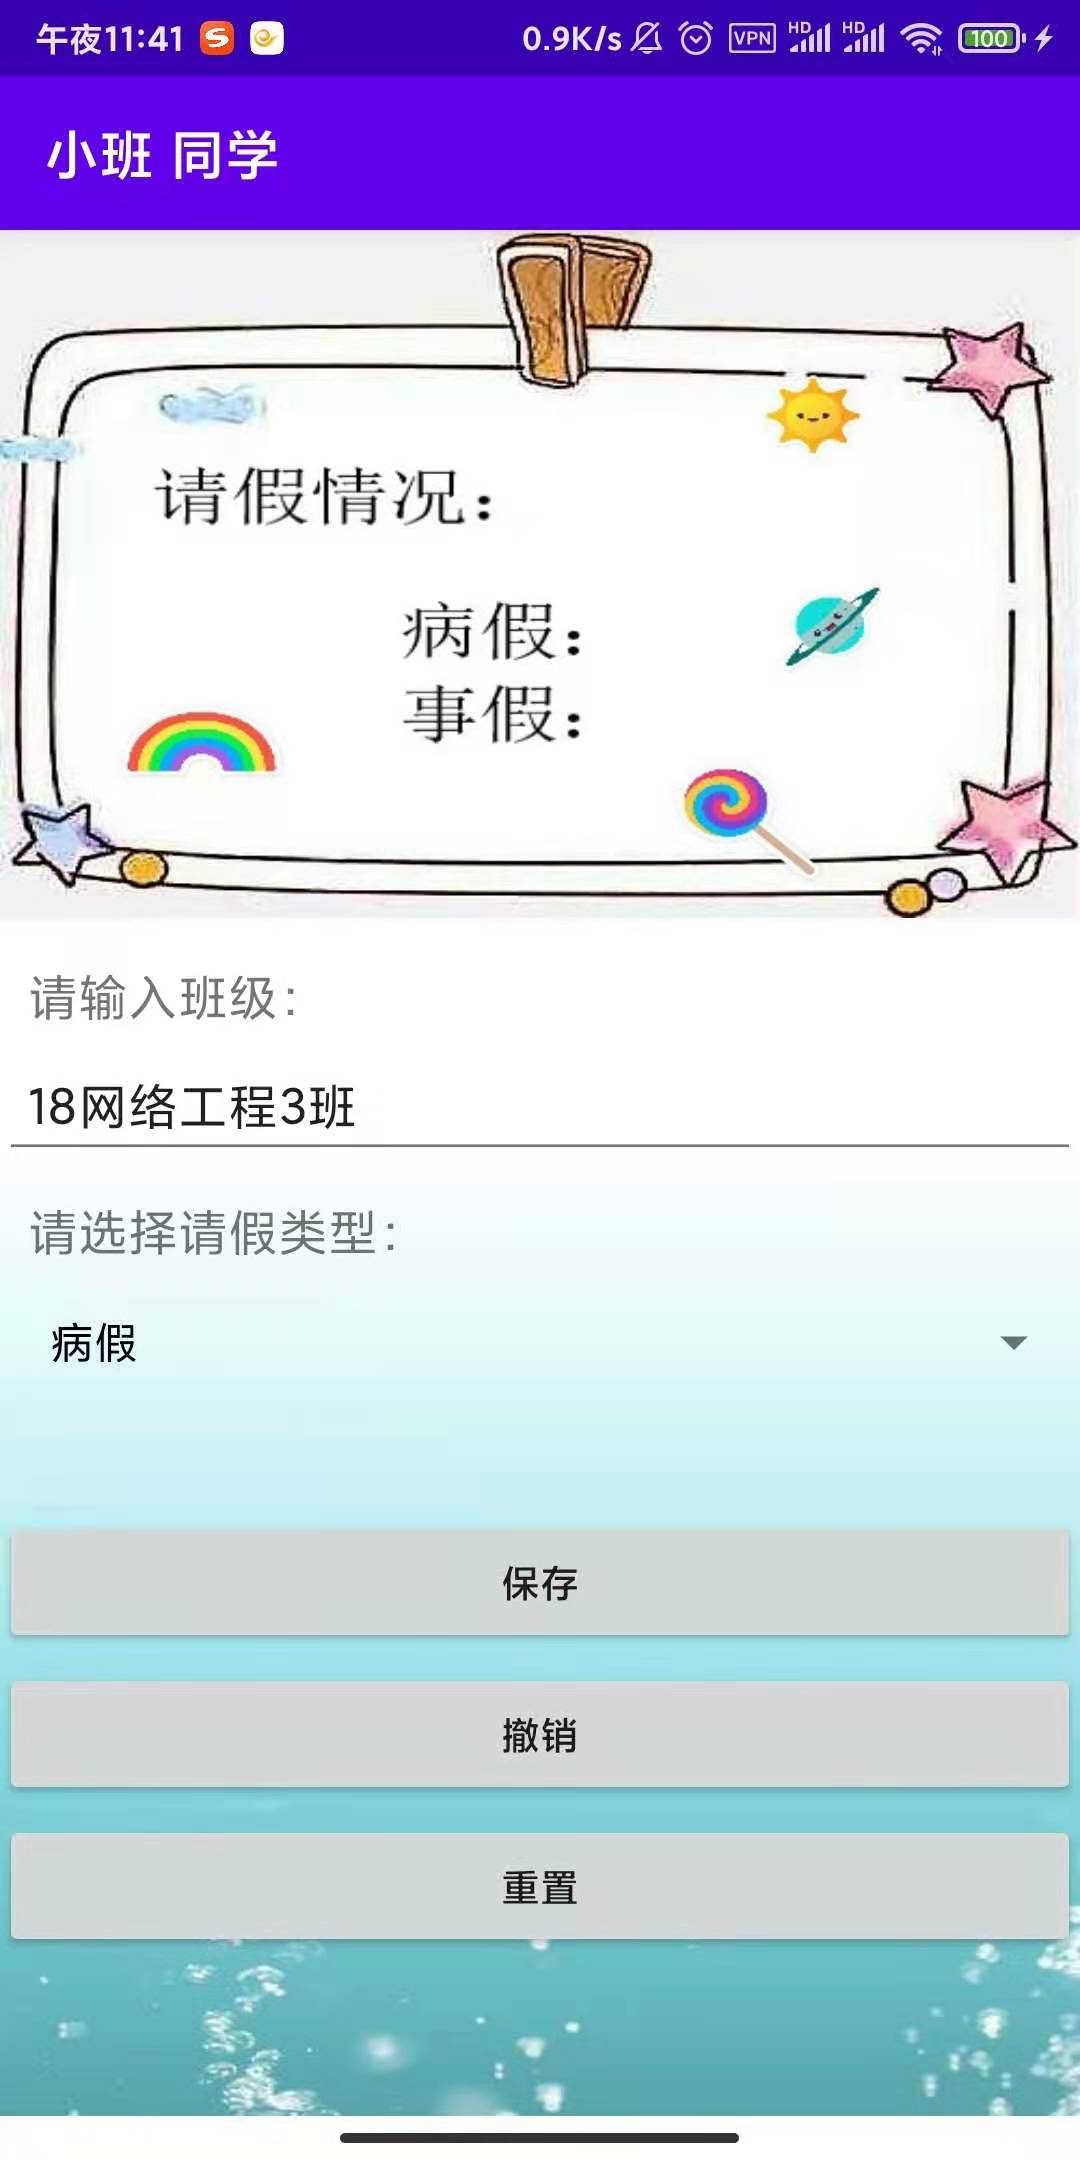 午夜11:41 0.9K/s VPN HD HD 100
小班 同学
请假情况：
病假：
事假：
请输入班级：
18网络工程3班
请选择请假类型：
病假
保存
撤销
重置